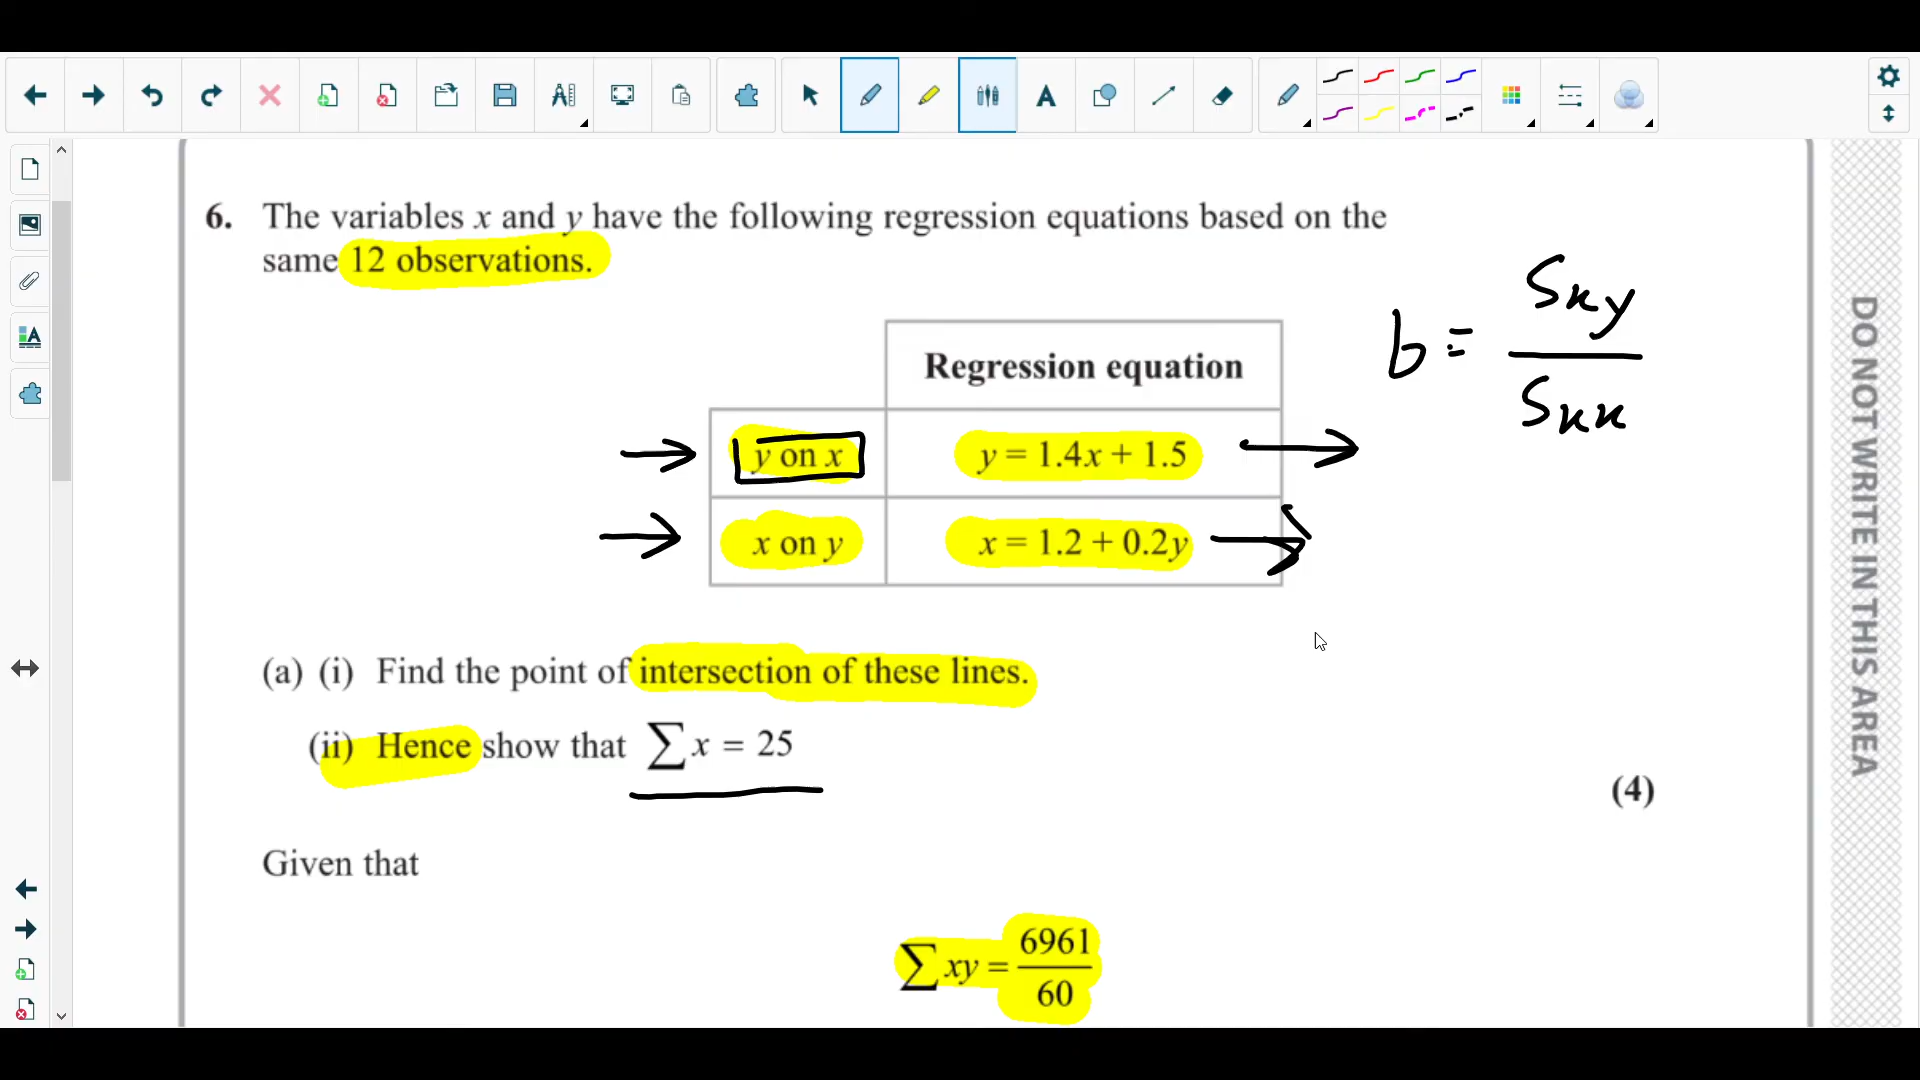 6. The variables x and y have the following regression equations based on the
same 12 observations.
Regression equation
y on x y = 1.4x + 1.5
x on y x = 1.2 + 0.2y
b = Sxy / Sxx
(a) (i) Find the point of intersection of these lines.
(ii) Hence show that ∑x = 25
(4)
Given that
∑xy = 6961/60
DO NOT WRITE IN THIS AREA